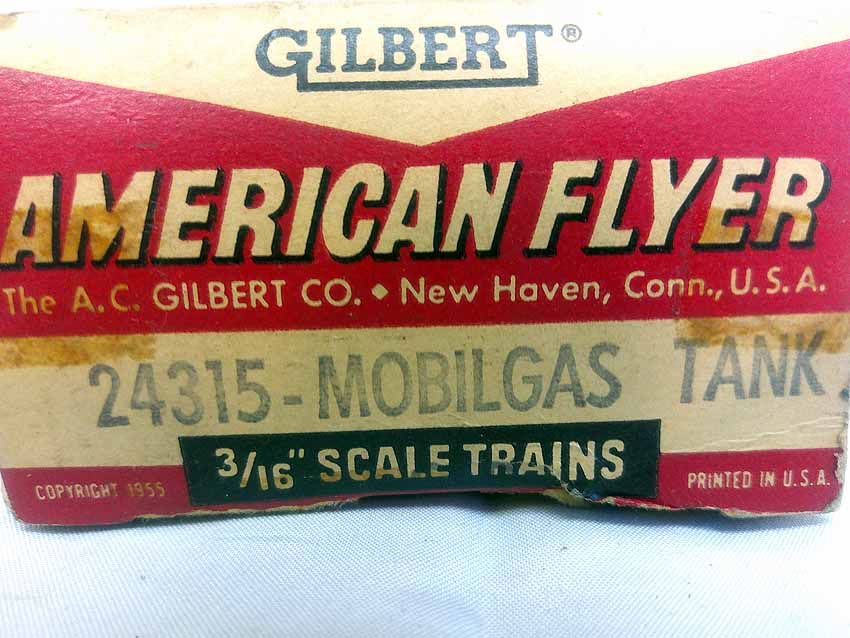 GILBERT®
AMERICAN FLYER
The A.C. GILBERT CO. • New Haven, Conn., U.S.A.
24315-MOBILGAS TANK
3/16" SCALE TRAINS
COPYRIGHT 1955
PRINTED IN U.S.A.